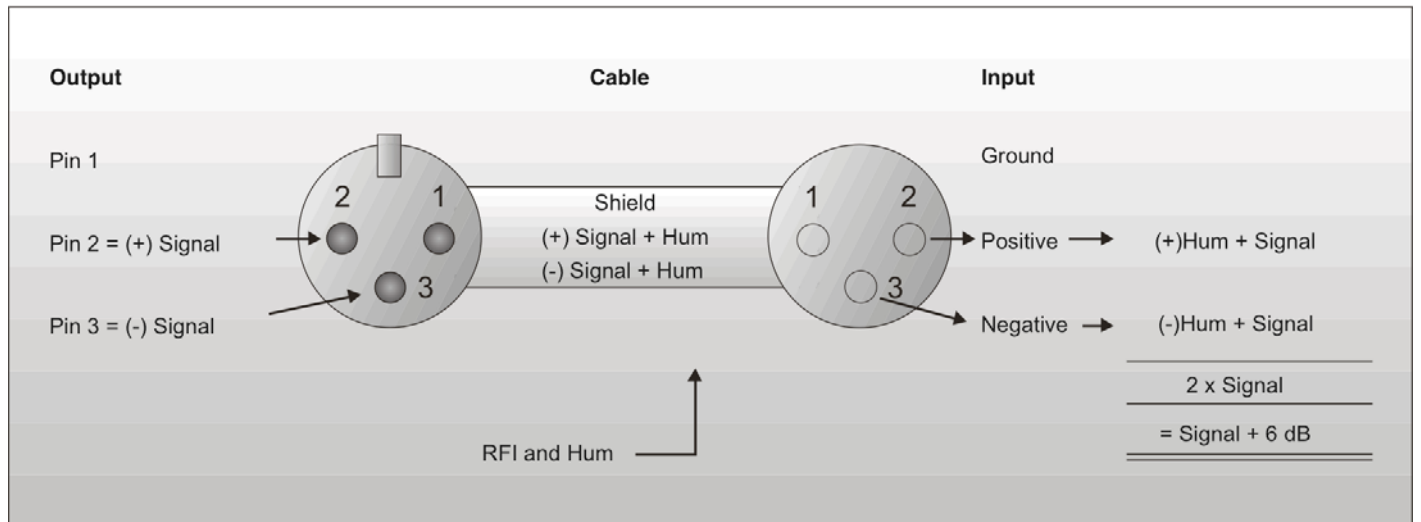 Output
Cable
Input
Pin 1
Ground
2
1
Shield
1
2
Pin 2 = (+) Signal
(+) Signal + Hum
Positive
(+)Hum + Signal
(-) Signal + Hum
3
3
Pin 3 = (-) Signal
Negative
(-)Hum + Signal
2 x Signal
= Signal + 6 dB
RFI and Hum